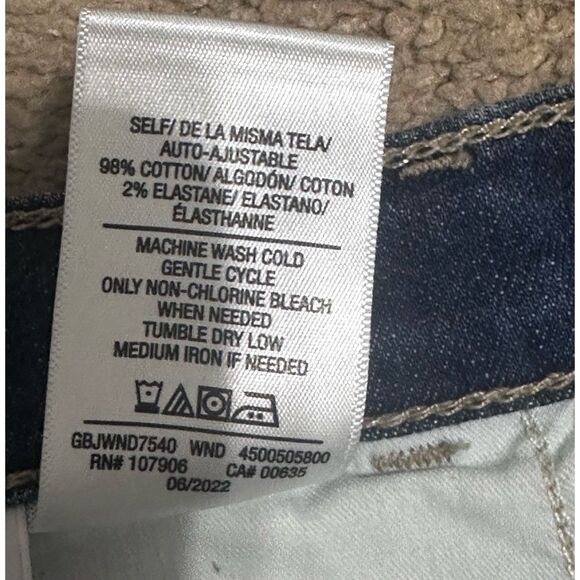 SELF/ DE LA MISMA TELA/
AUTO-AJUSTABLE
98% COTTON/ ALGODÓN/ COTON
2% ELASTANE/ ELASTANO/
ÉLASTHANNE
MACHINE WASH COLD
GENTLE CYCLE
ONLY NON-CHLORINE BLEACH
WHEN NEEDED
TUMBLE DRY LOW
MEDIUM IRON IF NEEDED
GBJWND7540 WND 4500505800
RN# 107906 CA# 00635
06/2022